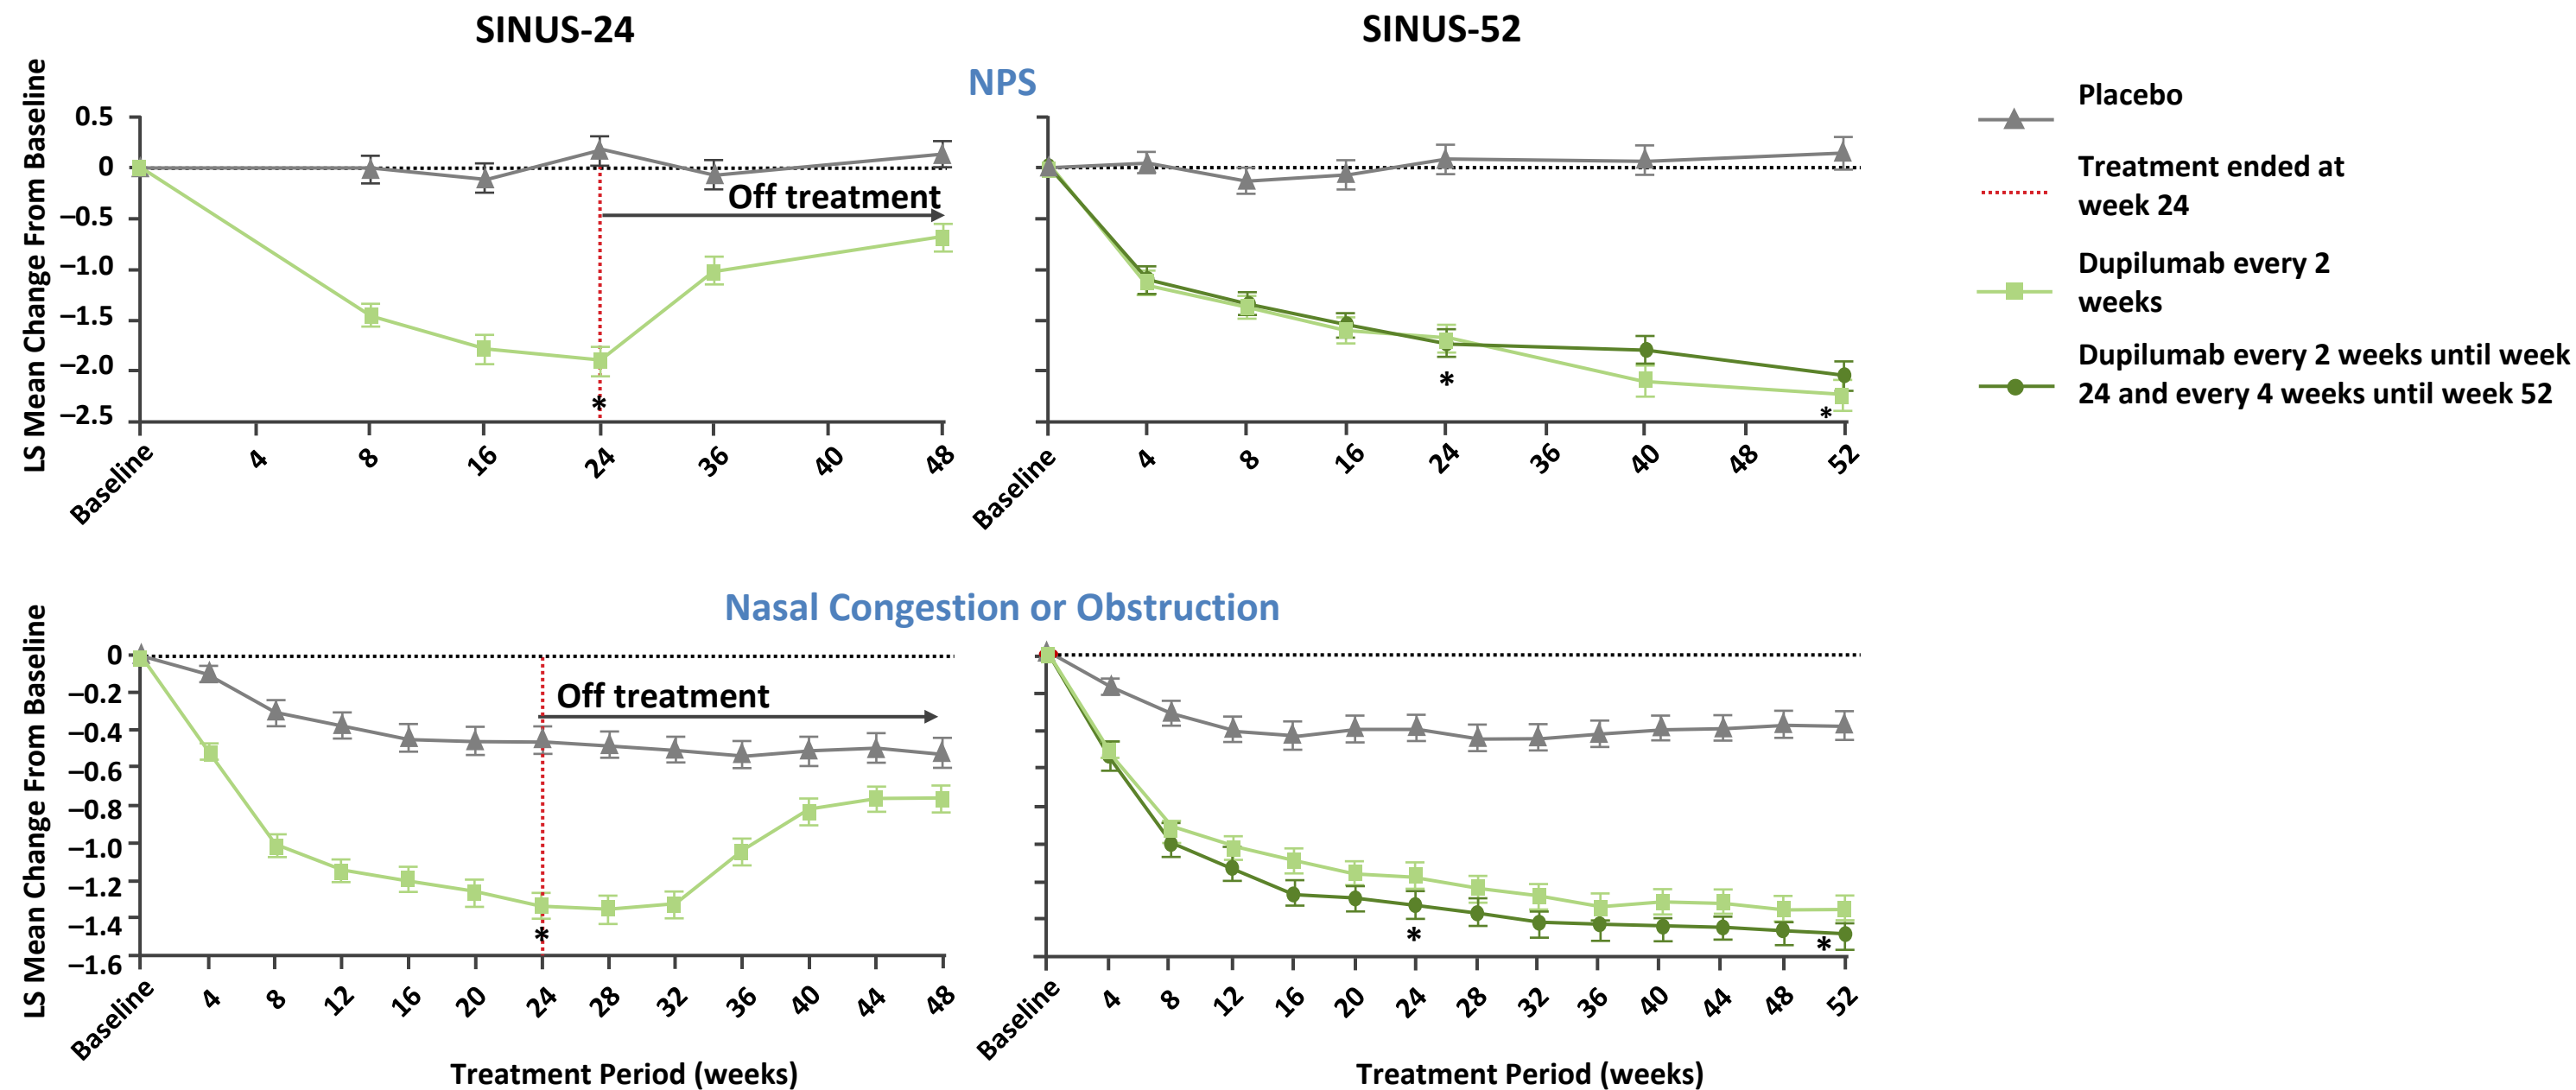 SINUS-24
SINUS-52
NPS
LS Mean Change From Baseline
0.5
0
–0.5
–1.0
–1.5
–2.0
–2.5
Off treatment
*
Baseline 4 8 16 24 36 40 48
*
*
Baseline 4 8 16 24 36 40 48 52
Placebo
Treatment ended at
week 24
Dupilumab every 2
weeks
Dupilumab every 2 weeks until week
24 and every 4 weeks until week 52
Nasal Congestion or Obstruction
LS Mean Change From Baseline
0
–0.2
–0.4
–0.6
–0.8
–1.0
–1.2
–1.4
–1.6
Off treatment
*
Baseline 4 8 12 16 20 24 28 32 36 40 44 48
Treatment Period (weeks)
*
*
Baseline 4 8 12 16 20 24 28 32 36 40 44 48 52
Treatment Period (weeks)